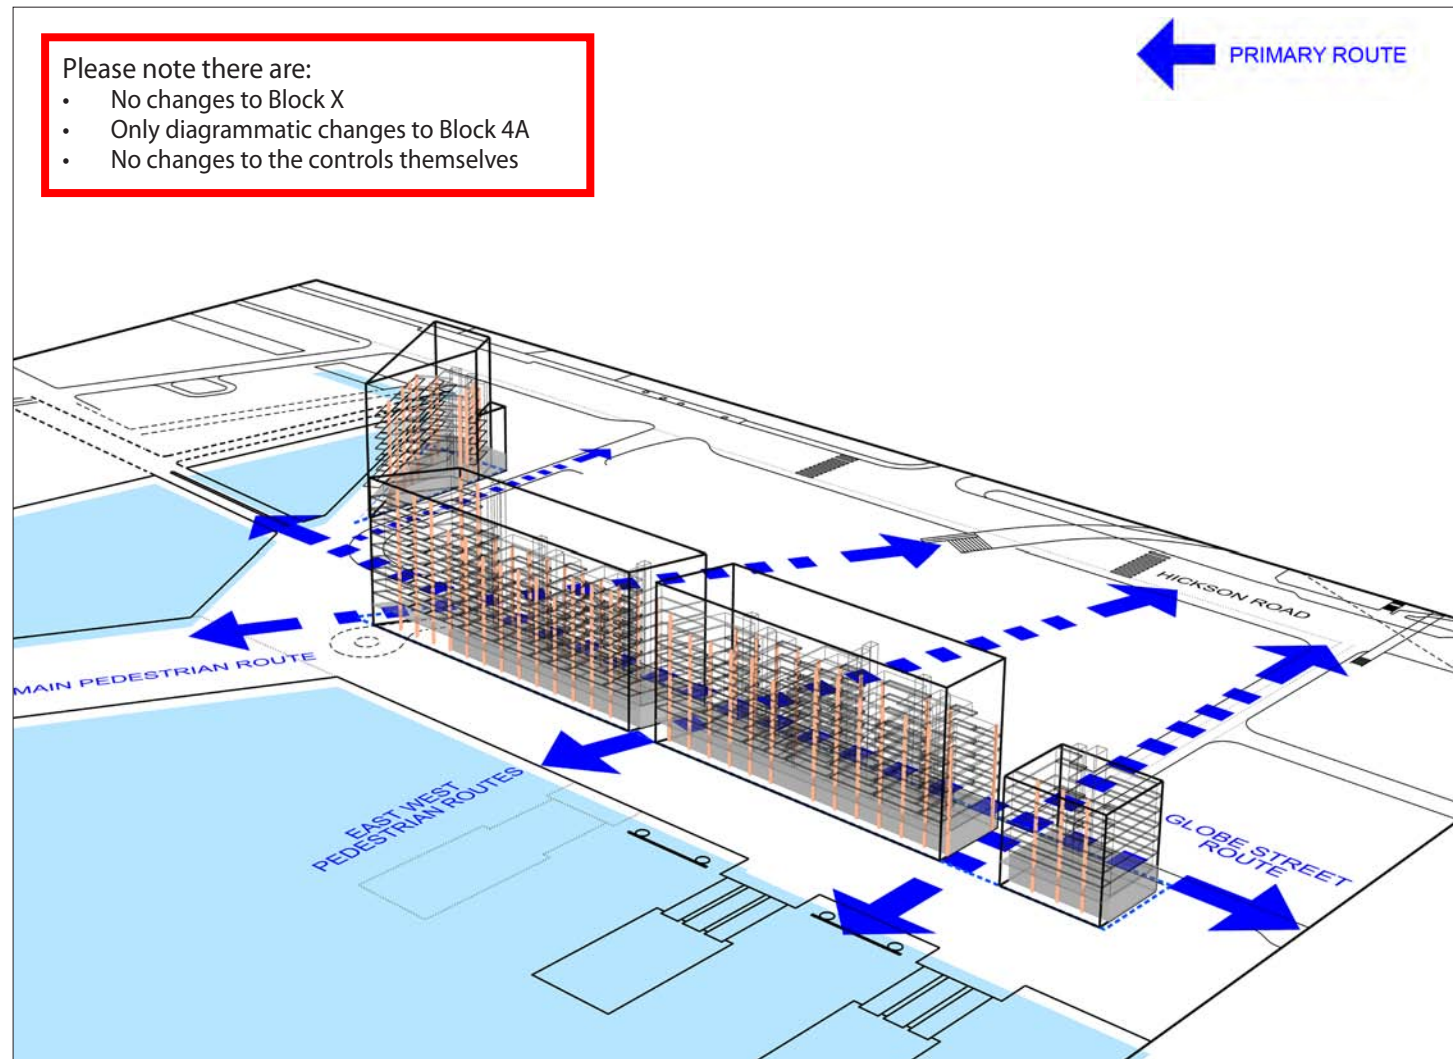 Please note there are:
• No changes to Block X
• Only diagrammatic changes to Block 4A
• No changes to the controls themselves
PRIMARY ROUTE
HICKSON ROAD
MAIN PEDESTRIAN ROUTE
EAST WEST
PEDESTRIAN ROUTES
GLOBE STREET
ROUTE